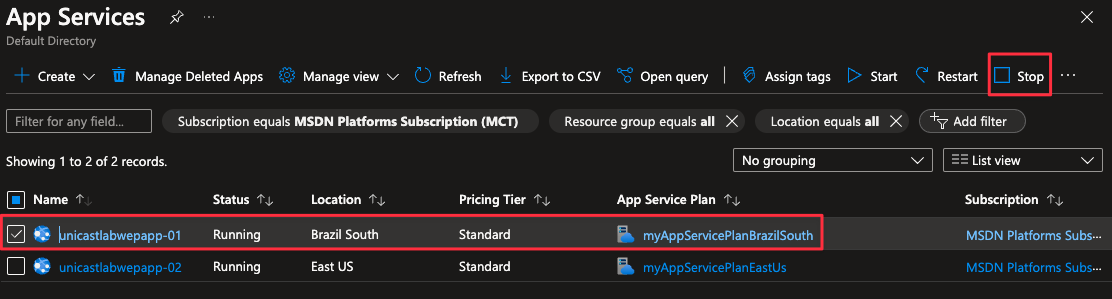 App Services
Default Directory
Create Manage Deleted Apps Manage view Refresh Export to CSV Open query Assign tags Start Restart Stop ...
Filter for any field... Subscription equals MSDN Platforms Subscription (MCT) Resource group equals all Location equals all Add filter
Showing 1 to 2 of 2 records. No grouping List view
Name Status Location Pricing Tier App Service Plan Subscription
unicastlabwepapp-01 Running Brazil South Standard myAppServicePlanBrazilSouth MSDN Platforms Subs...
unicastlabwepapp-02 Running East US Standard myAppServicePlanEastUs MSDN Platforms Subs...